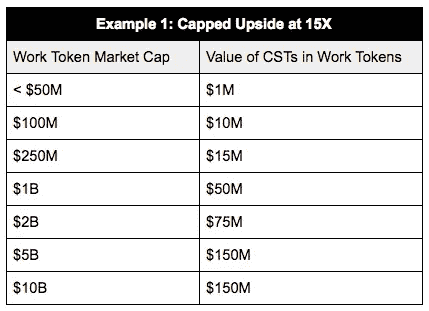 Example 1: Capped Upside at 15X
Work Token Market Cap Value of CSTs in Work Tokens
< $50M $1M
$100M $10M
$250M $15M
$1B $50M
$2B $75M
$5B $150M
$10B $150M